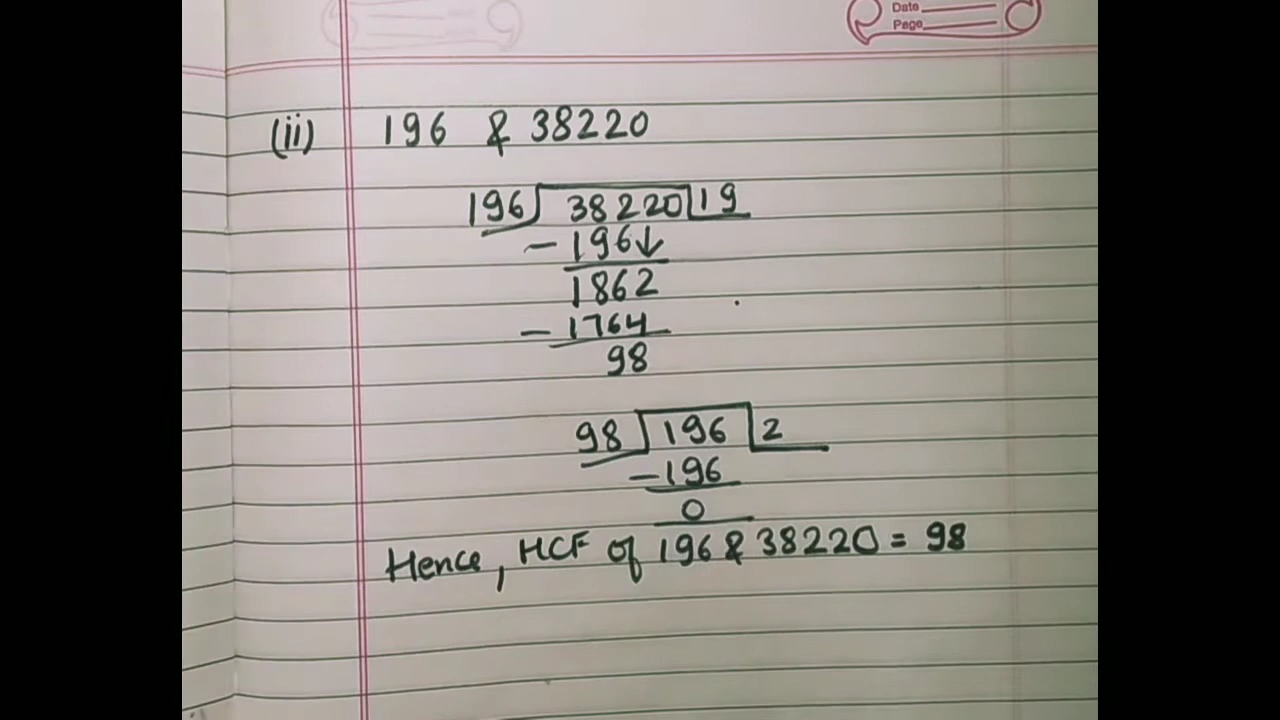 Date
Page
(ii) 196 & 38220
196 38220 19
- 196↓
1862
- 1764
98
98 196 2
-196
0
Hence, HCF of 196 & 38220 = 98